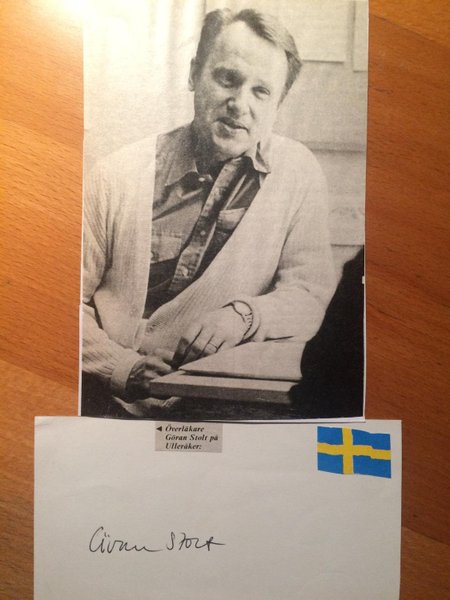 ◄ Överläkare
Göran Stolt på
Ulleråker:
Göran Stolt